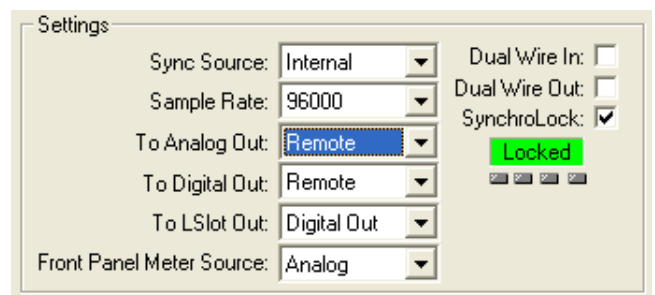 Settings
Sync Source: Internal
Dual Wire In:
Sample Rate: 96000
Dual Wire Out:
SynchroLock:
To Analog Out: Remote
Locked
To Digital Out: Remote
To LSlot Out: Digital Out
Front Panel Meter Source: Analog